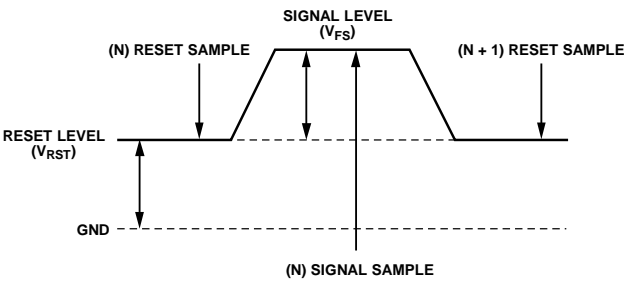 SIGNAL LEVEL
(VFS)
(N) RESET SAMPLE
(N + 1) RESET SAMPLE
RESET LEVEL
(VRST)
GND
(N) SIGNAL SAMPLE